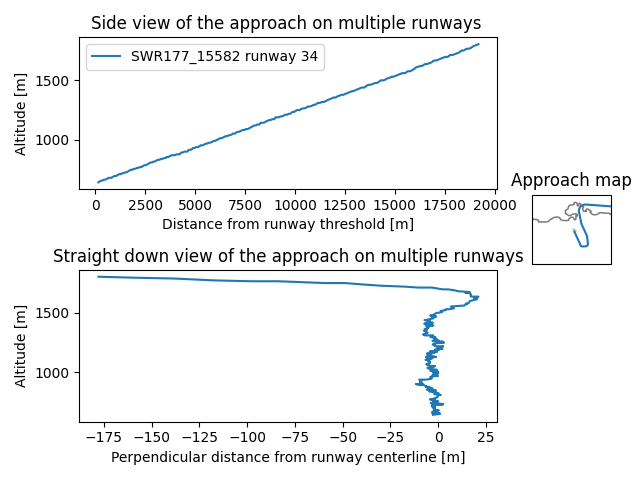 Side view of the approach on multiple runways
SWR177_15582 runway 34
Altitude [m]
1500
1000
0
2500
5000
7500
10000
12500
15000
17500
20000
Distance from runway threshold [m]
Approach map
Straight down view of the approach on multiple runways
Altitude [m]
1500
1000
−175
−150
−125
−100
−75
−50
−25
0
25
Perpendicular distance from runway centerline [m]